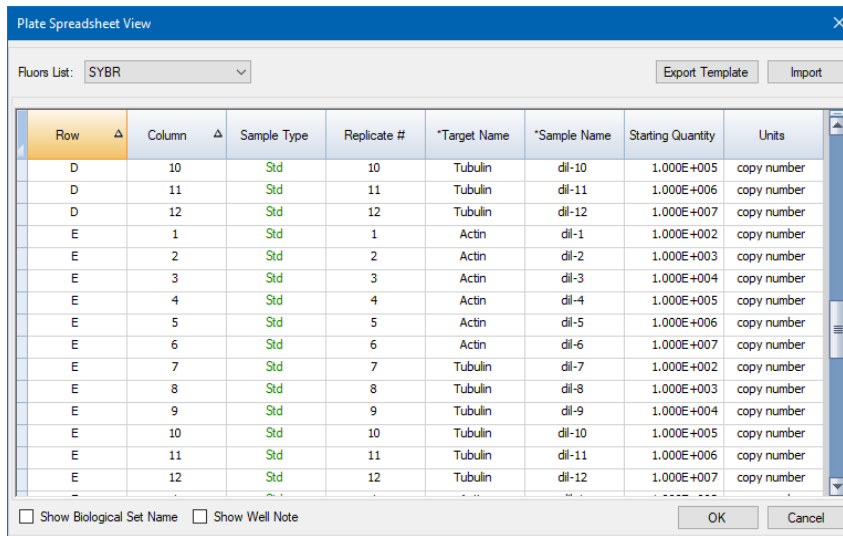 Plate Spreadsheet View
Fluors List: SYBR Export Template Import
Row Column Sample Type Replicate # *Target Name *Sample Name Starting Quantity Units
D 10 Std 10 Tubulin dil-10 1.000E+005 copy number
D 11 Std 11 Tubulin dil-11 1.000E+006 copy number
D 12 Std 12 Tubulin dil-12 1.000E+007 copy number
E 1 Std 1 Actin dil-1 1.000E+002 copy number
E 2 Std 2 Actin dil-2 1.000E+003 copy number
E 3 Std 3 Actin dil-3 1.000E+004 copy number
E 4 Std 4 Actin dil-4 1.000E+005 copy number
E 5 Std 5 Actin dil-5 1.000E+006 copy number
E 6 Std 6 Actin dil-6 1.000E+007 copy number
E 7 Std 7 Tubulin dil-7 1.000E+002 copy number
E 8 Std 8 Tubulin dil-8 1.000E+003 copy number
E 9 Std 9 Tubulin dil-9 1.000E+004 copy number
E 10 Std 10 Tubulin dil-10 1.000E+005 copy number
E 11 Std 11 Tubulin dil-11 1.000E+006 copy number
E 12 Std 12 Tubulin dil-12 1.000E+007 copy number
Show Biological Set Name Show Well Note OK Cancel